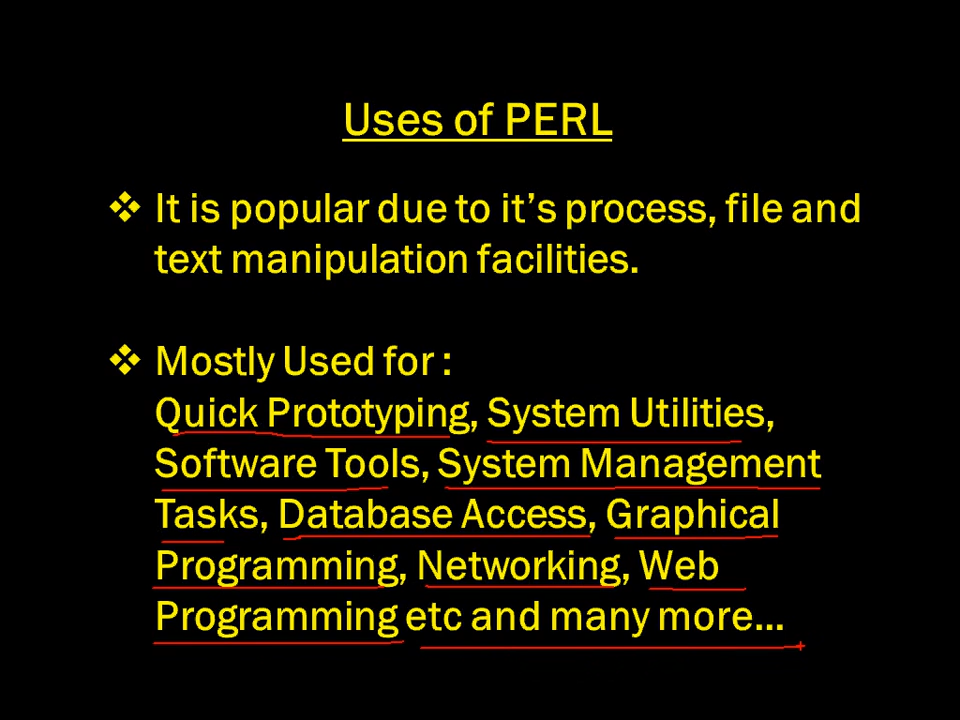 Uses of PERL
❖ It is popular due to it’s process, file and
text manipulation facilities.
❖ Mostly Used for :
Quick Prototyping, System Utilities,
Software Tools, System Management
Tasks, Database Access, Graphical
Programming, Networking, Web
Programming etc and many more...